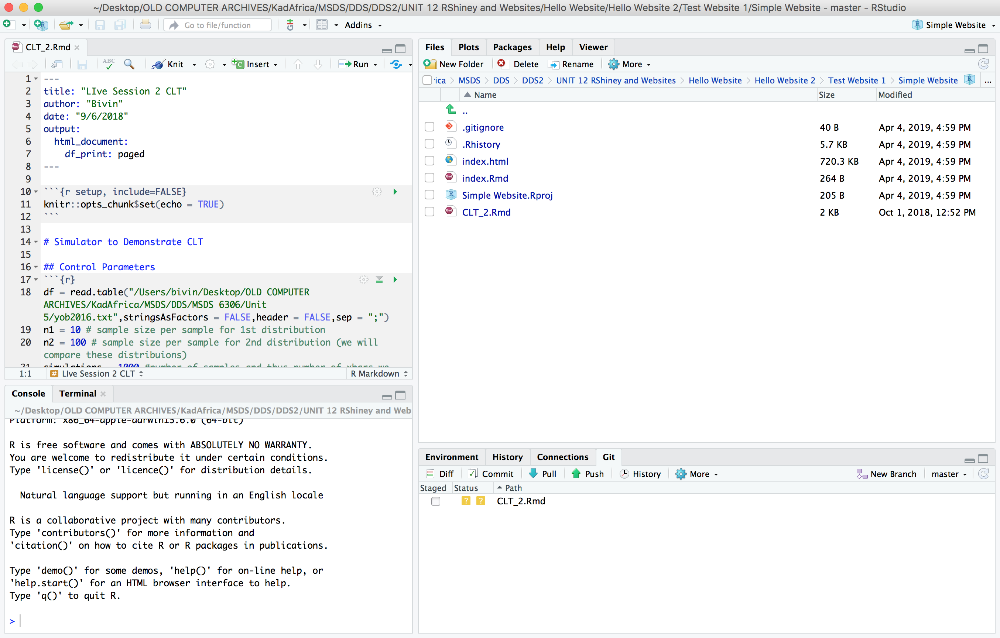 ~/Desktop/OLD COMPUTER ARCHIVES/KadAfrica/MSDS/DDS/DDS2/UNIT 12 RShiney and Websites/Hello Website/Hello Website 2/Test Website 1/Simple Website - master - RStudio
Go to file/function
Addins
Simple Website
CLT_2.Rmd
Knit
Insert
Run
1 ---
2 title: "LIve Session 2 CLT"
3 author: "Bivin"
4 date: "9/6/2018"
5 output:
6   html_document:
7     df_print: paged
8 ---
9
10 ```{r setup, include=FALSE}
11 knitr::opts_chunk$set(echo = TRUE)
12 ```
13
14 # Simulator to Demonstrate CLT
15
16 ## Control Parameters
17 ```{r}
18 df = read.table("/Users/bivin/Desktop/OLD COMPUTER
ARCHIVES/KadAfrica/MSDS/DDS/MSDS 6306/Unit
5/yob2016.txt",stringsAsFactors = FALSE,header = FALSE,sep = ";")
19 n1 = 10 # sample size per sample for 1st distribution
20 n2 = 100 # sample size per sample for 2nd distribution (we will
compare these distribuions)
21 simulations = 1000 #number of samples and thus number of xbars we
1:1 LIve Session 2 CLT R Markdown
Console Terminal
~/Desktop/OLD COMPUTER ARCHIVES/KadAfrica/MSDS/DDS/DDS2/UNIT 12 RShiney and Web
Platform: x86_64-apple-darwin15.6.0 (64-bit)
R is free software and comes with ABSOLUTELY NO WARRANTY.
You are welcome to redistribute it under certain conditions.
Type 'license()' or 'licence()' for distribution details.
Natural language support but running in an English locale
R is a collaborative project with many contributors.
Type 'contributors()' for more information and
'citation()' on how to cite R or R packages in publications.
Type 'demo()' for some demos, 'help()' for on-line help, or
'help.start()' for an HTML browser interface to help.
Type 'q()' to quit R.
>
Files Plots Packages Help Viewer
New Folder Delete Rename More
rica > MSDS > DDS > DDS2 > UNIT 12 RShiney and Websites > Hello Website > Hello Website 2 > Test Website 1 > Simple Website ...
Name Size Modified
..
.gitignore 40 B Apr 4, 2019, 4:59 PM
.Rhistory 5.7 KB Apr 4, 2019, 4:59 PM
index.html 720.3 KB Apr 4, 2019, 4:59 PM
index.Rmd 264 B Apr 4, 2019, 4:59 PM
Simple Website.Rproj 205 B Apr 4, 2019, 4:59 PM
CLT_2.Rmd 2 KB Oct 1, 2018, 12:52 PM
Environment History Connections Git
Diff Commit Pull Push History More New Branch master
Staged Status Path
? ? CLT_2.Rmd